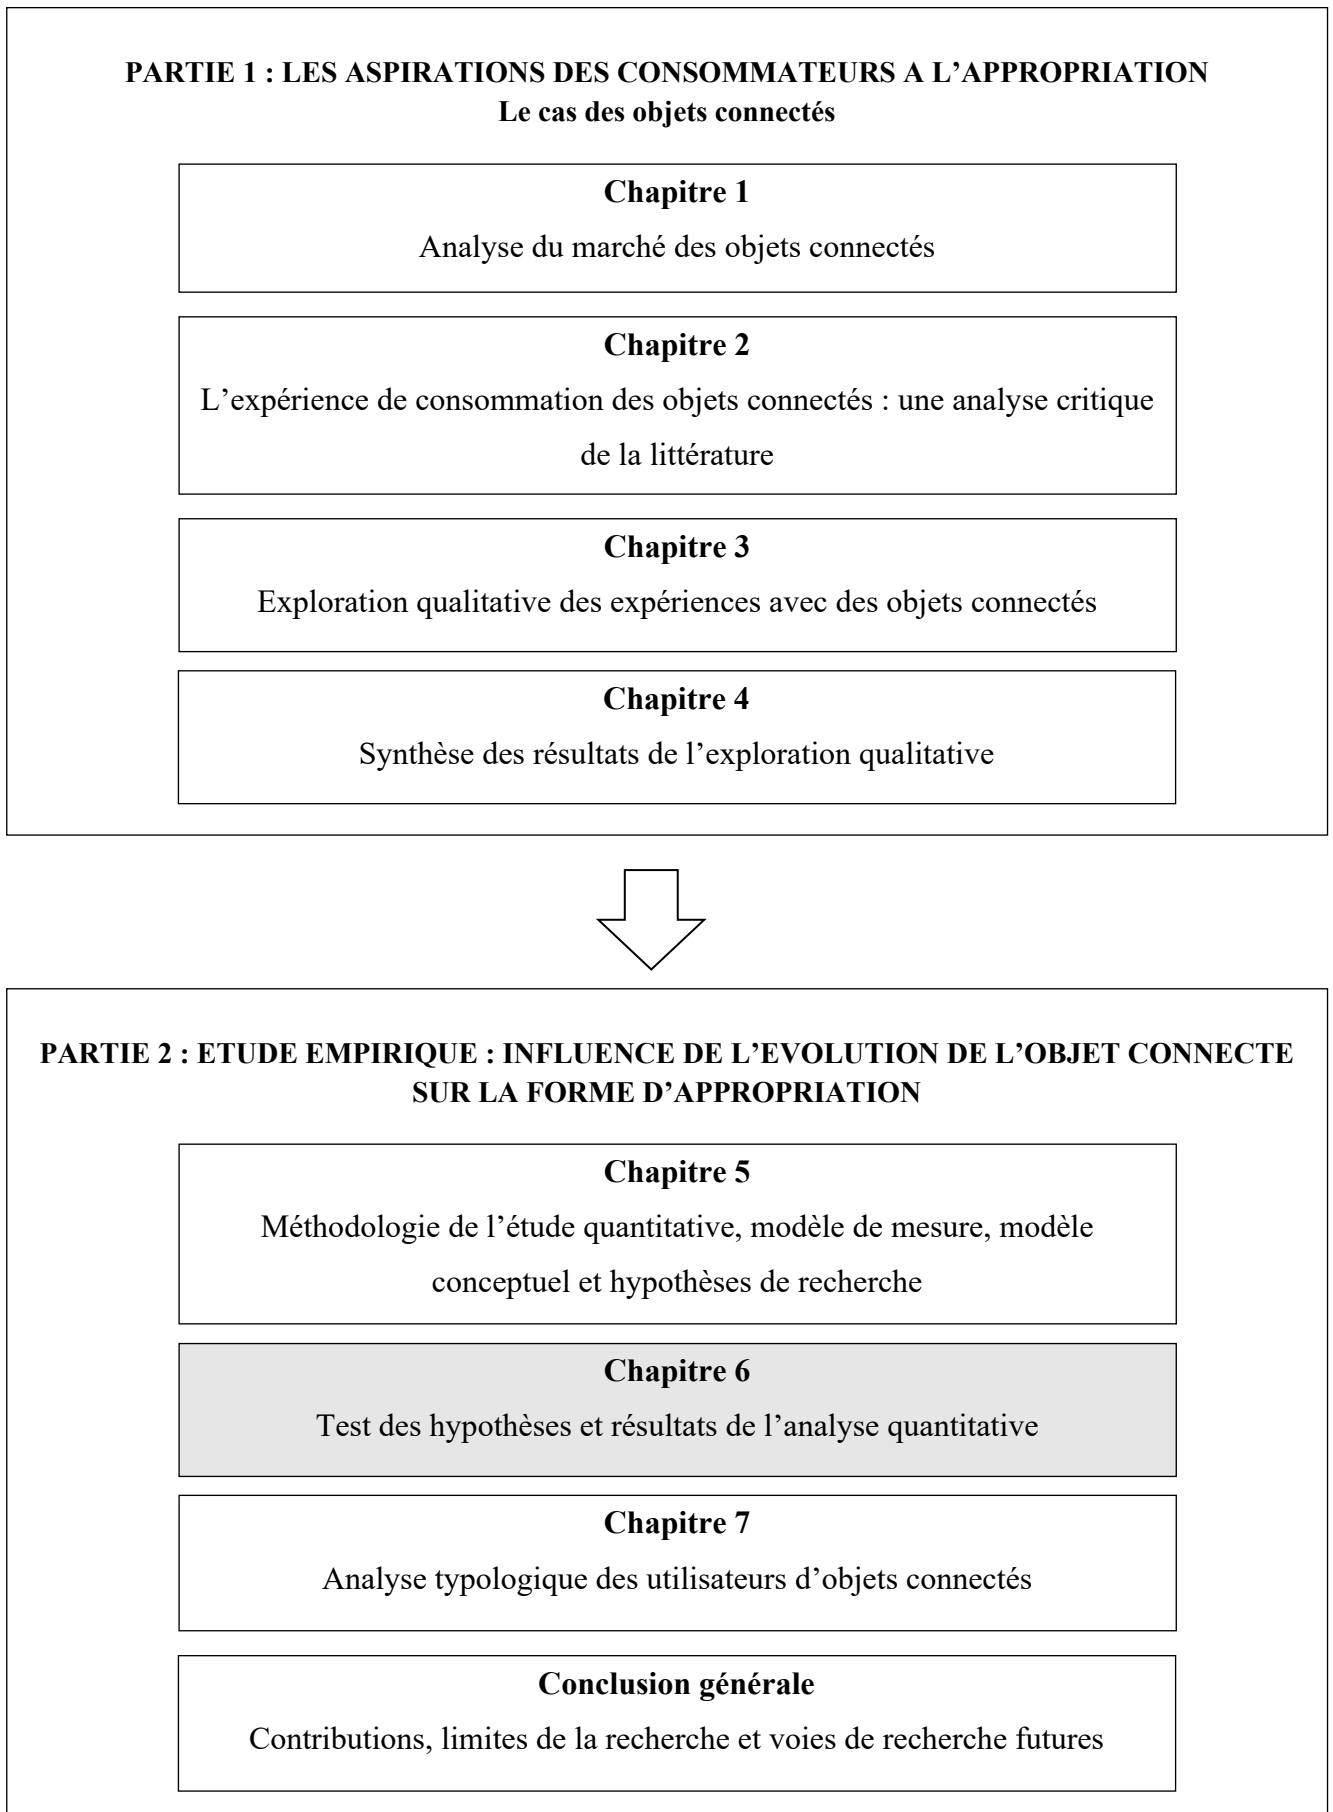 PARTIE 1 : LES ASPIRATIONS DES CONSOMMATEURS A L’APPROPRIATION
Le cas des objets connectés
Chapitre 1
Analyse du marché des objets connectés
Chapitre 2
L’expérience de consommation des objets connectés : une analyse critique
de la littérature
Chapitre 3
Exploration qualitative des expériences avec des objets connectés
Chapitre 4
Synthèse des résultats de l’exploration qualitative
PARTIE 2 : ETUDE EMPIRIQUE : INFLUENCE DE L’EVOLUTION DE L’OBJET CONNECTE
SUR LA FORME D’APPROPRIATION
Chapitre 5
Méthodologie de l’étude quantitative, modèle de mesure, modèle
conceptuel et hypothèses de recherche
Chapitre 6
Test des hypothèses et résultats de l’analyse quantitative
Chapitre 7
Analyse typologique des utilisateurs d’objets connectés
Conclusion générale
Contributions, limites de la recherche et voies de recherche futures